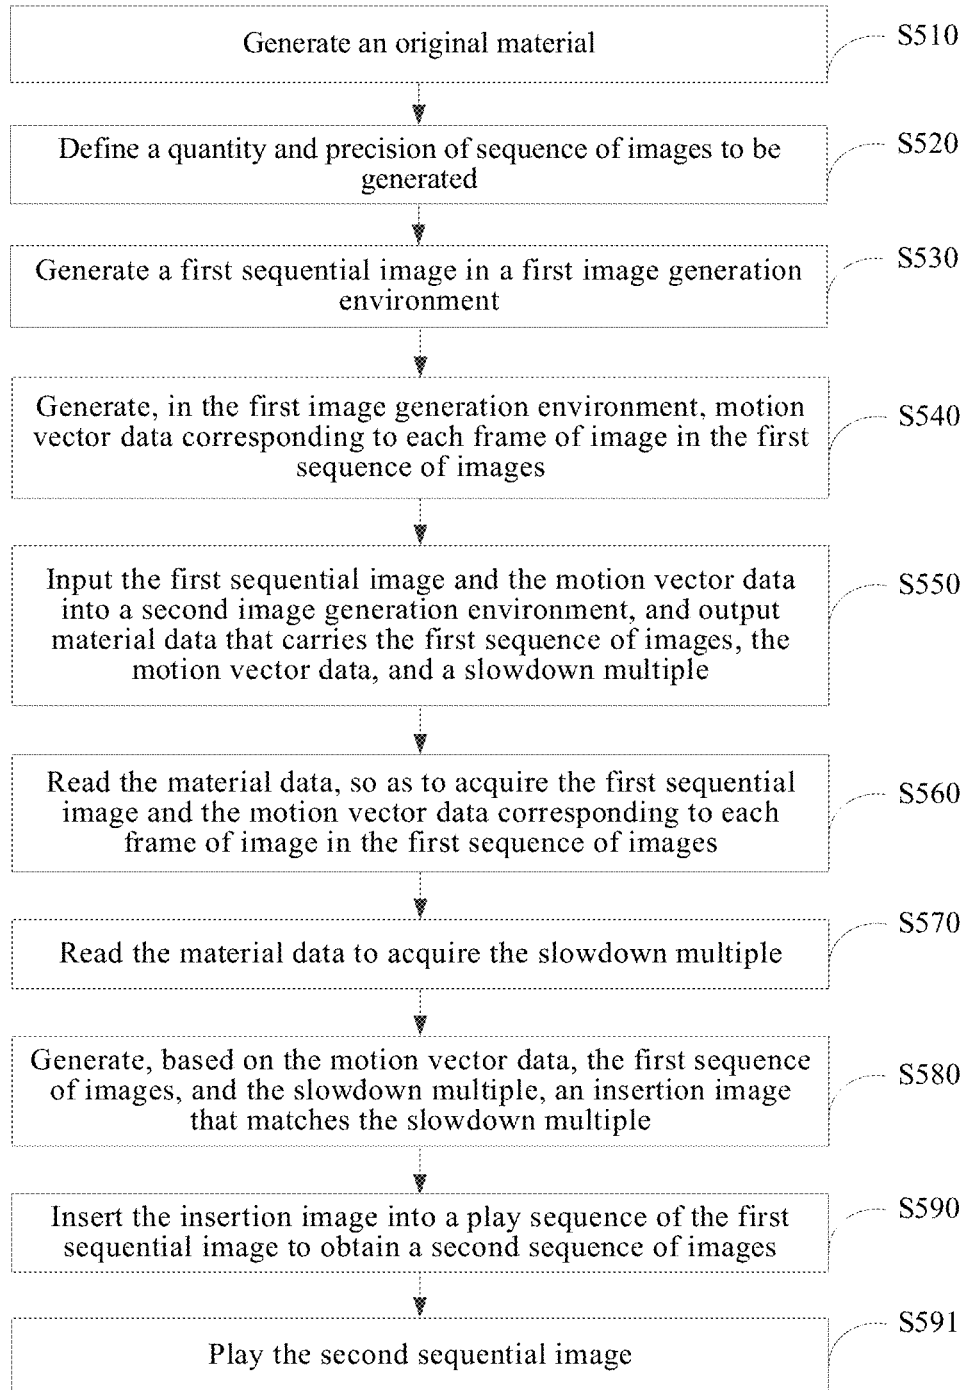 Generate an original material
S510
Define a quantity and precision of sequence of images to be
generated
S520
Generate a first sequential image in a first image generation
environment
S530
Generate, in the first image generation environment, motion
vector data corresponding to each frame of image in the first
sequence of images
S540
Input the first sequential image and the motion vector data
into a second image generation environment, and output
material data that carries the first sequence of images, the
motion vector data, and a slowdown multiple
S550
Read the material data, so as to acquire the first sequential
image and the motion vector data corresponding to each
frame of image in the first sequence of images
S560
Read the material data to acquire the slowdown multiple
S570
Generate, based on the motion vector data, the first sequence
of images, and the slowdown multiple, an insertion image
that matches the slowdown multiple
S580
Insert the insertion image into a play sequence of the first
sequential image to obtain a second sequence of images
S590
Play the second sequential image
S591